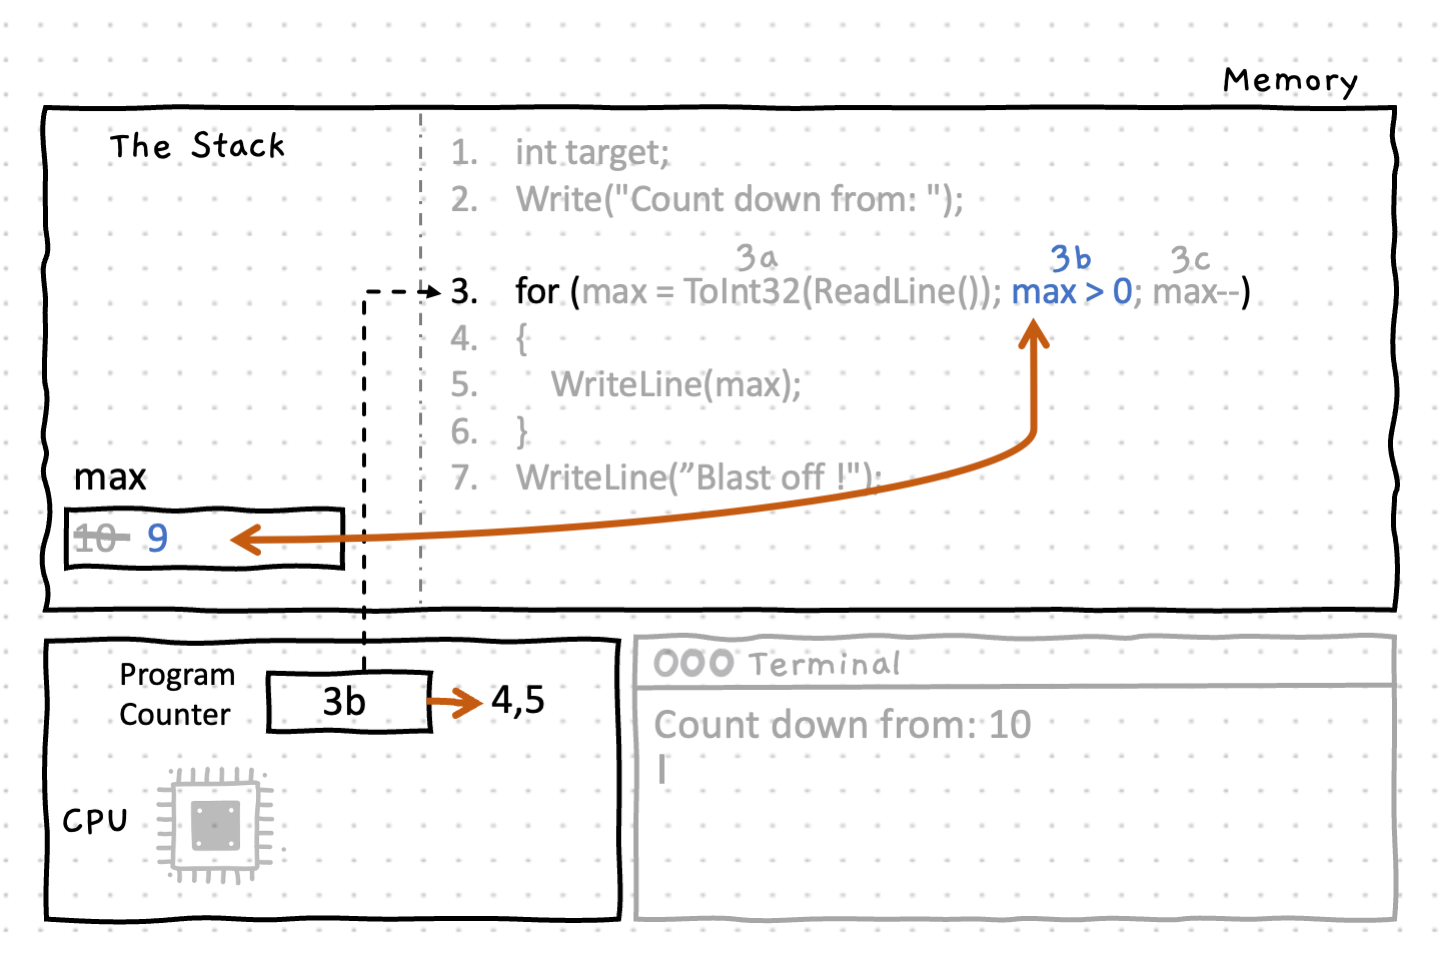 Memory
The Stack
1. int target;
2. Write("Count down from: ");
3a 3b 3c
3. for (max = ToInt32(ReadLine()); max > 0; max--)
4. {
5. WriteLine(max);
6. }
7. WriteLine(”Blast off !");
max
10 9
Program
Counter
3b
4,5
CPU
OOO Terminal
Count down from: 10